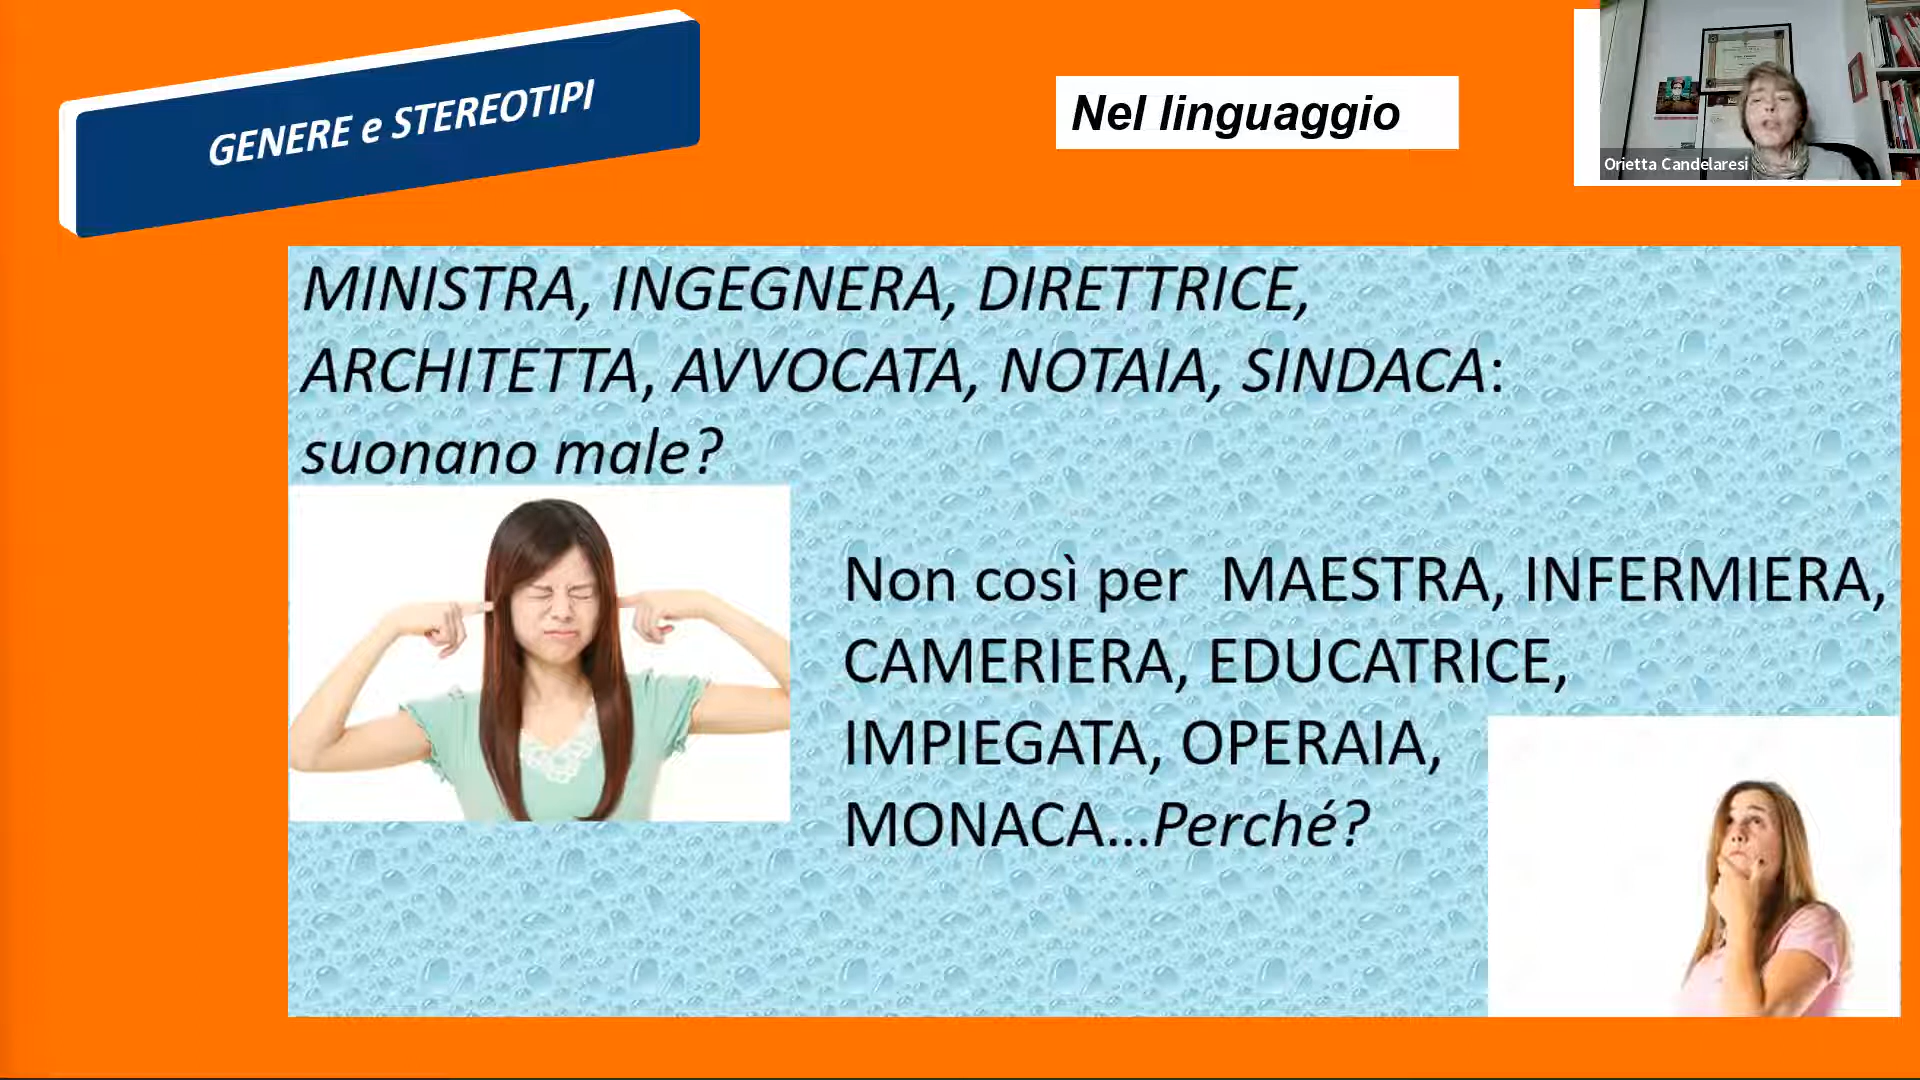 GENERE e STEREOTIPI
Nel linguaggio
Orietta Candelaresi
MINISTRA, INGEGNERA, DIRETTRICE,
ARCHITETTA, AVVOCATA, NOTAIA, SINDACA:
suonano male?
Non così per MAESTRA, INFERMIERA,
CAMERIERA, EDUCATRICE,
IMPIEGATA, OPERAIA,
MONACA...Perché?